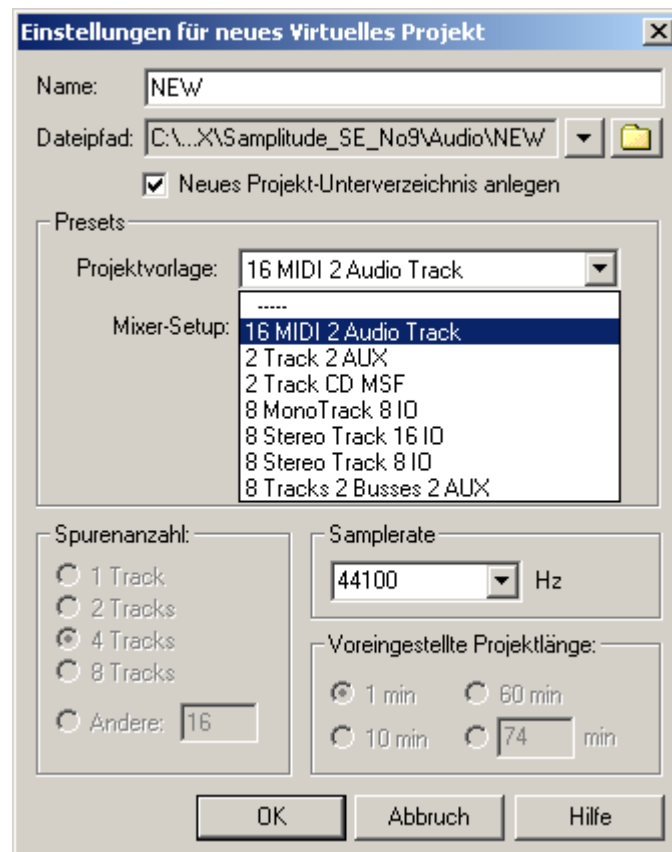 Einstellungen für neues Virtuelles Projekt
Name: NEW
Dateipfad: C:\...X\Samplitude_SE_No9\Audio\NEW
Neues Projekt-Unterverzeichnis anlegen
Presets
Projektvorlage: 16 MIDI 2 Audio Track
-----
Mixer-Setup:
16 MIDI 2 Audio Track
2 Track 2 AUX
2 Track CD MSF
8 MonoTrack 8 IO
8 Stereo Track 16 IO
8 Stereo Track 8 IO
8 Tracks 2 Busses 2 AUX
Spurenanzahl:
1 Track
2 Tracks
4 Tracks
8 Tracks
Andere: 16
Samplerate
44100 Hz
Voreingestellte Projektlänge:
1 min 60 min
10 min 74 min
OK Abbruch Hilfe